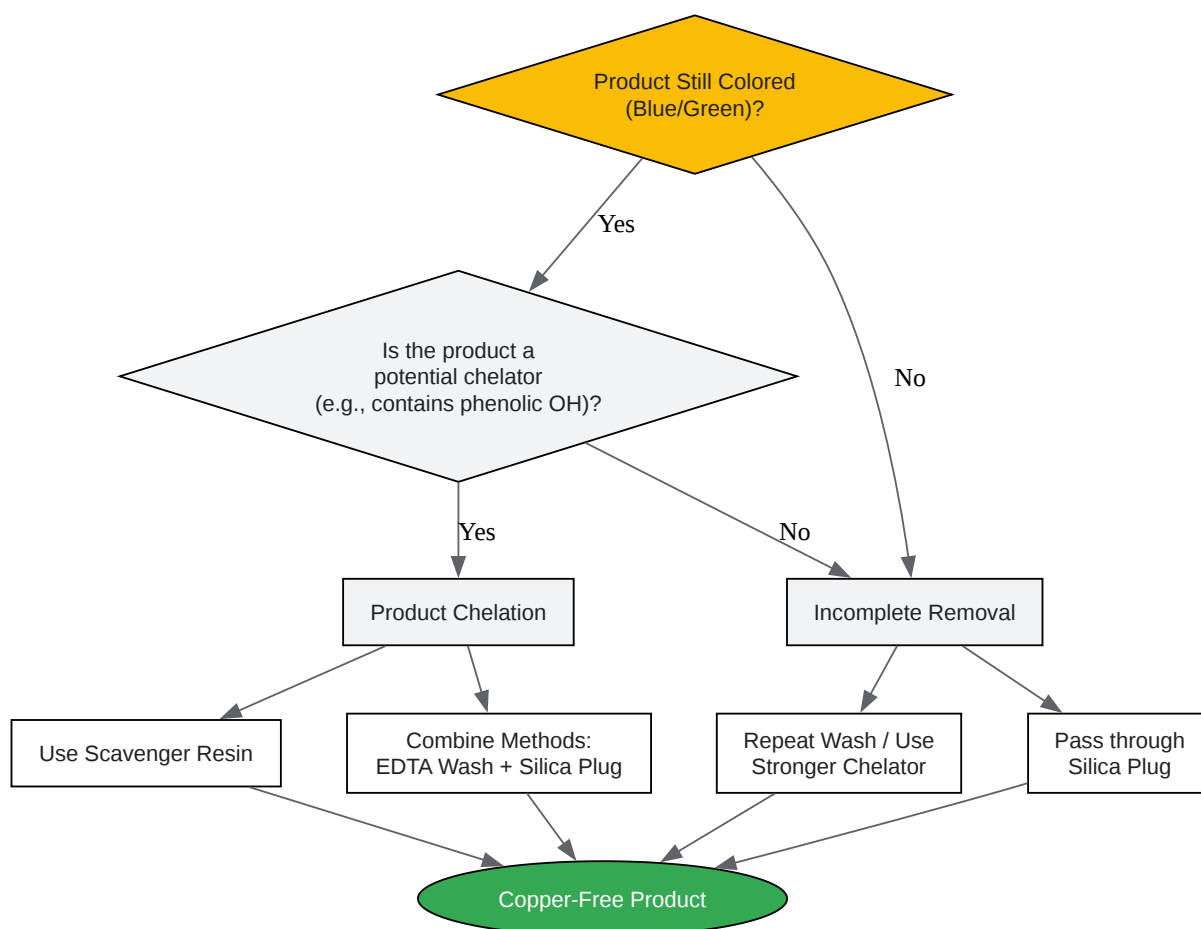 Product Still Colored
(Blue/Green)?
Yes
Is the product a
potential chelator
(e.g., contains phenolic OH)?
No
Yes
No
Product Chelation
Incomplete Removal
Use Scavenger Resin
Combine Methods:
EDTA Wash + Silica Plug
Repeat Wash / Use
Stronger Chelator
Pass through
Silica Plug
Copper-Free Product